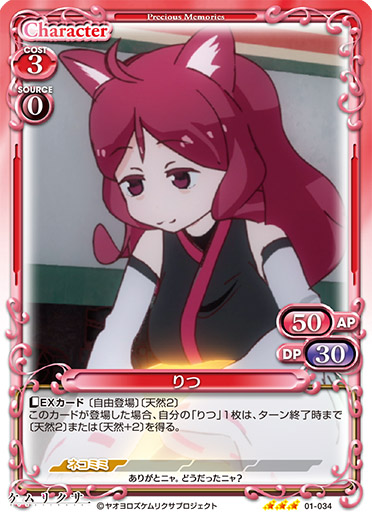 Precious Memories
Character
COST
3
SOURCE
0
50 AP
DP 30
りつ
EXカード〔自由登場〕〔天然2〕
このカードが登場した場合、自分の「りつ」1枚は、ターン終了時まで
〔天然2〕または〔天然+2〕を得る。
ネコミミ
ありがとニャ。どうだったニャ?
ケムリクサ
©ヤオヨロズケムリクサプロジェクト
01-034